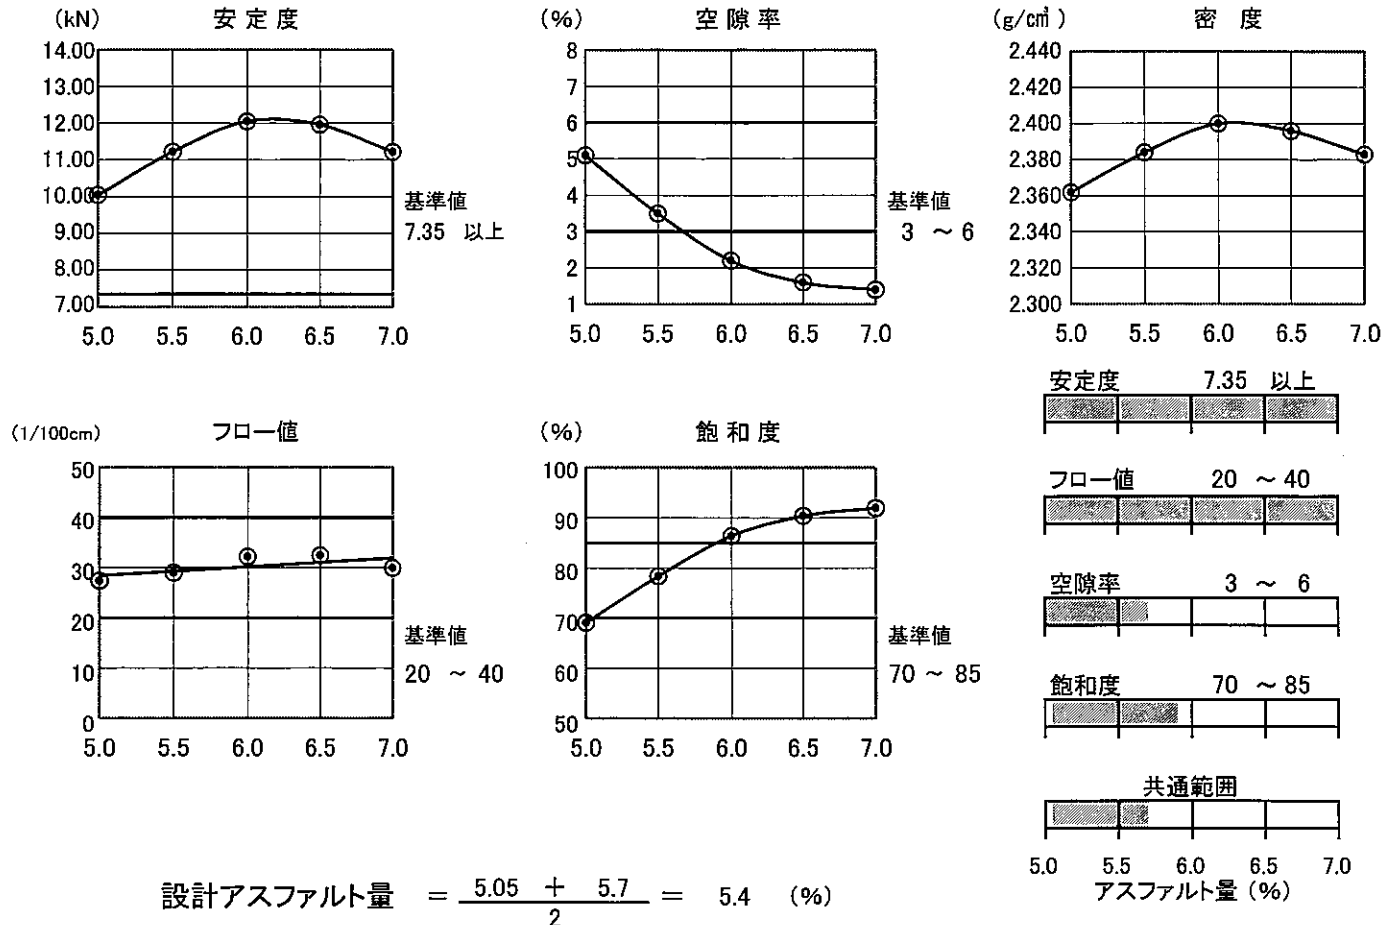 (kN) 安定度
14.00
13.00
12.00
11.00
10.00
9.00
8.00
7.00
5.0 5.5 6.0 6.5 7.0
基準値
7.35 以上
(%) 空隙率
8
7
6
5
4
3
2
1
5.0 5.5 6.0 6.5 7.0
基準値
3 ～ 6
(g/c㎥) 密 度
2.440
2.420
2.400
2.380
2.360
2.340
2.320
2.300
5.0 5.5 6.0 6.5 7.0
(1/100cm) フロー値
50
40
30
20
10
0
5.0 5.5 6.0 6.5 7.0
基準値
20 ～ 40
(%) 飽和度
100
90
80
70
60
50
5.0 5.5 6.0 6.5 7.0
基準値
70 ～ 85
安定度 7.35 以上
フロー値 20 ～ 40
空隙率 3 ～ 6
飽和度 70 ～ 85
共通範囲
5.0 5.5 6.0 6.5 7.0
アスファルト量 (%)
設計アスファルト量 = 5.05 + 5.7 / 2 = 5.4 (%)